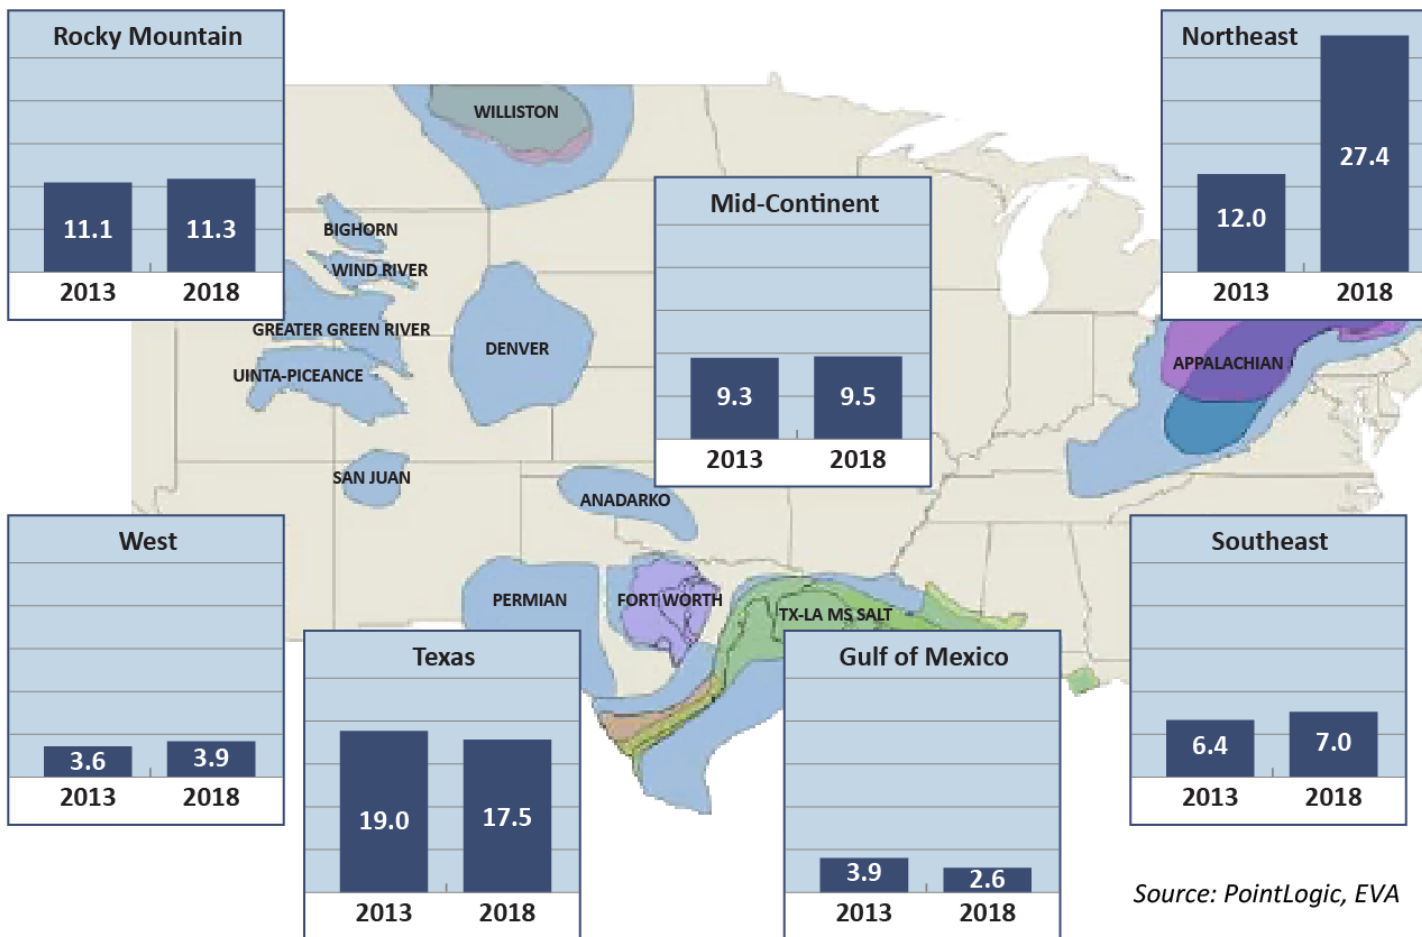 Rocky Mountain
11.1
11.3
2013
2018
Northeast
12.0
27.4
2013
2018
WILLISTON
BIGHORN
WIND RIVER
GREATER GREEN RIVER
UINTA-PICEANCE
DENVER
SAN JUAN
Mid-Continent
9.3
9.5
2013
2018
APPALACHIAN
ANADARKO
West
3.6
3.9
2013
2018
PERMIAN
FORT WORTH
TX-LA MS SALT
Southeast
6.4
7.0
2013
2018
Texas
19.0
17.5
2013
2018
Gulf of Mexico
3.9
2.6
2013
2018
Source: PointLogic, EVA